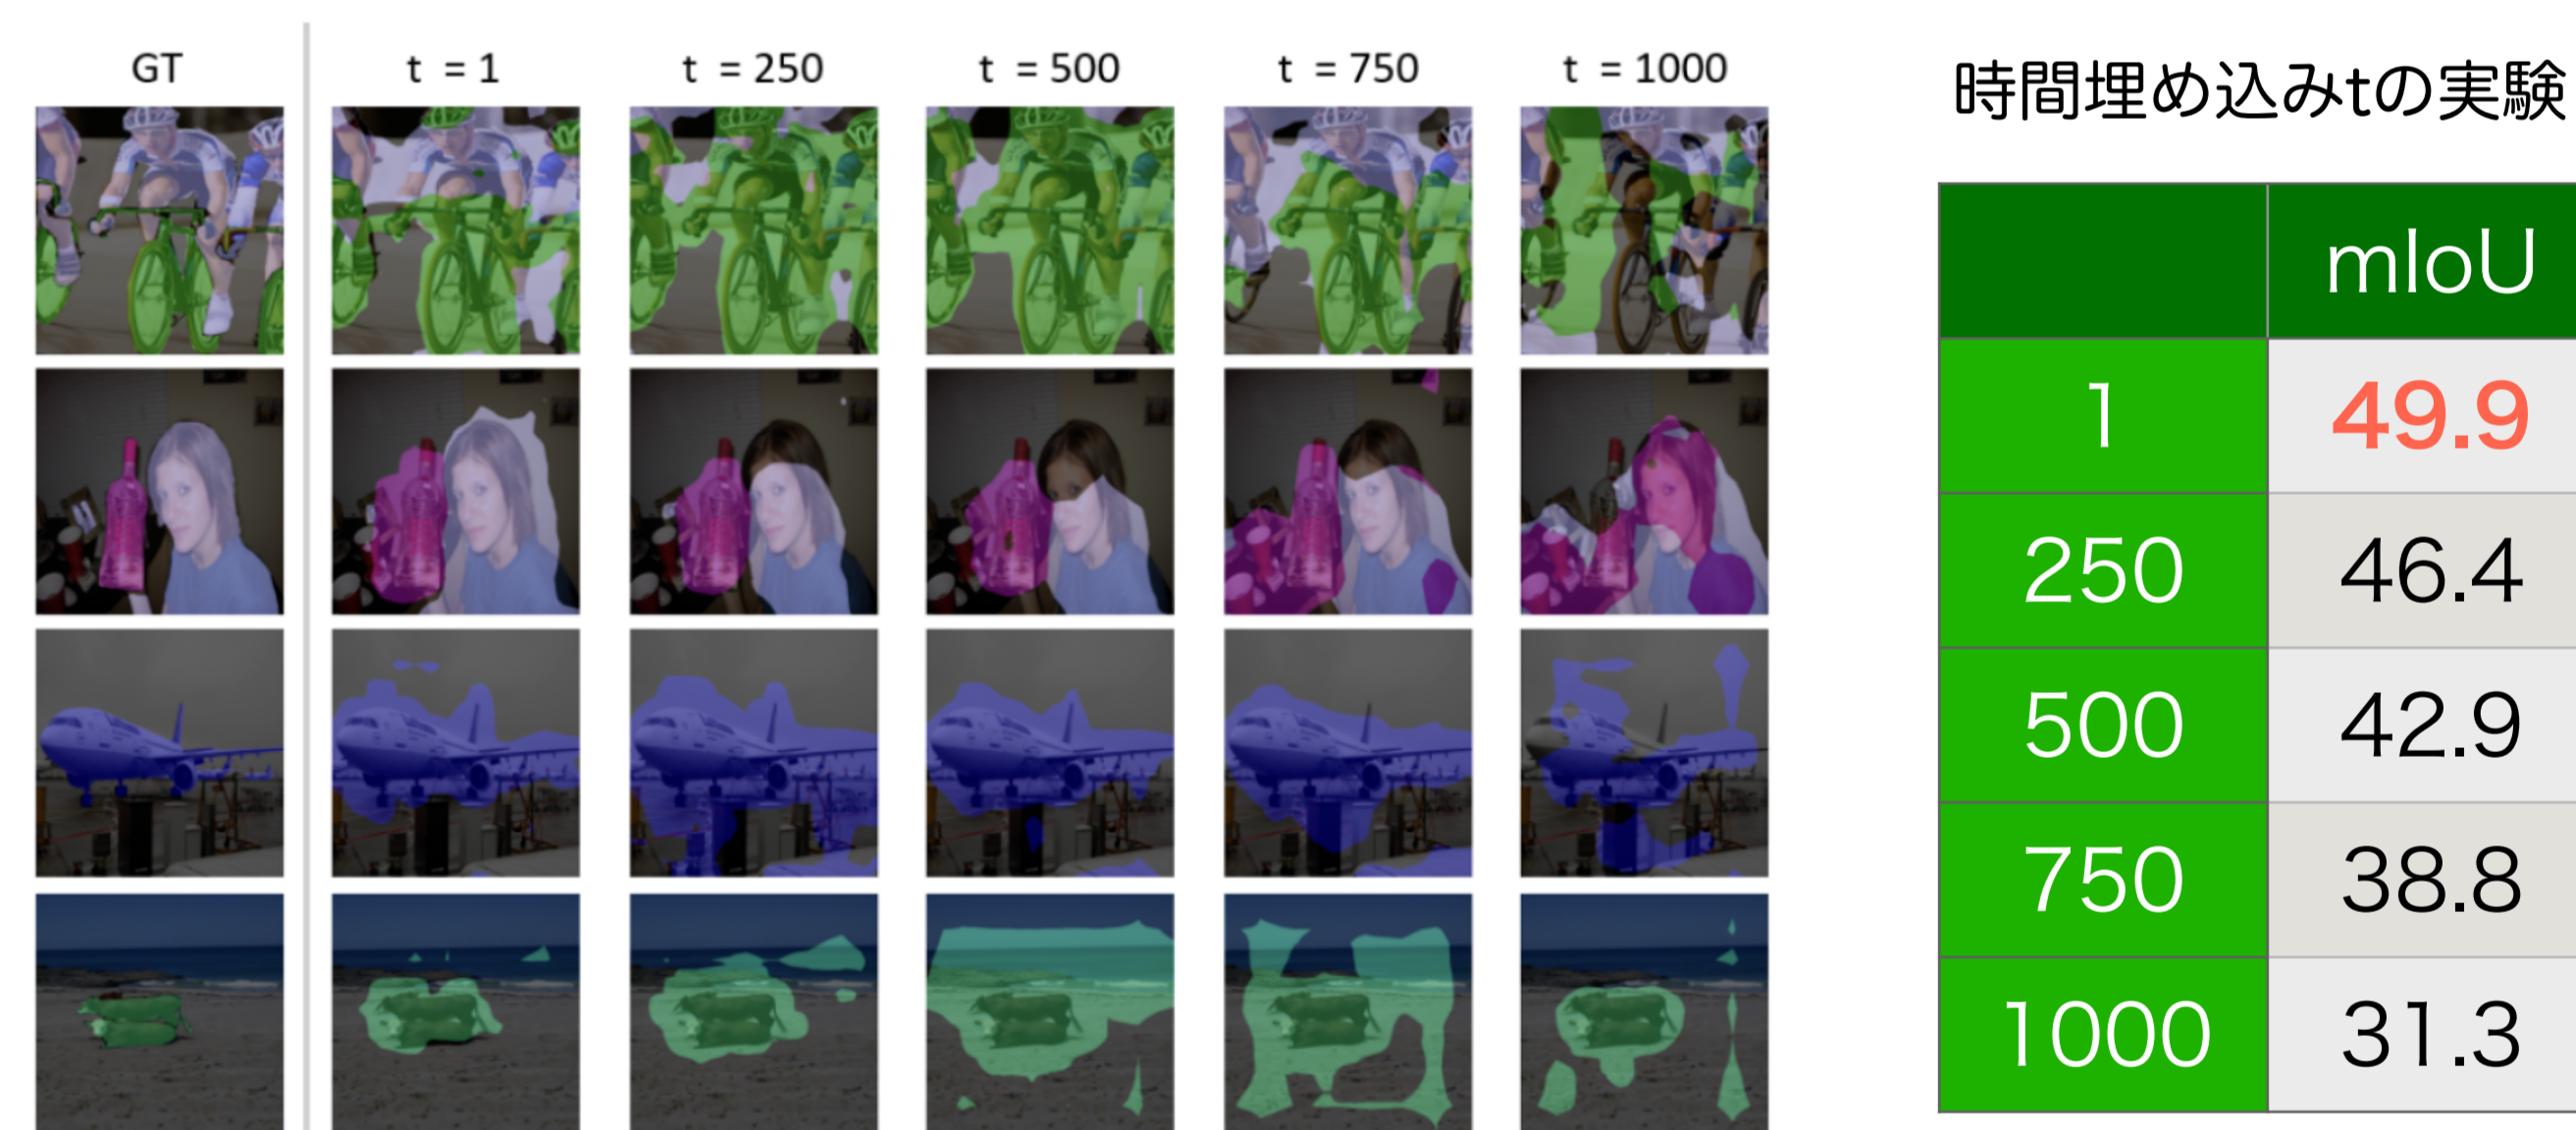 GT
t = 1
t = 250
t = 500
t = 750
t = 1000
時間埋め込みtの実験
mIoU
1 49.9
250 46.4
500 42.9
750 38.8
1000 31.3